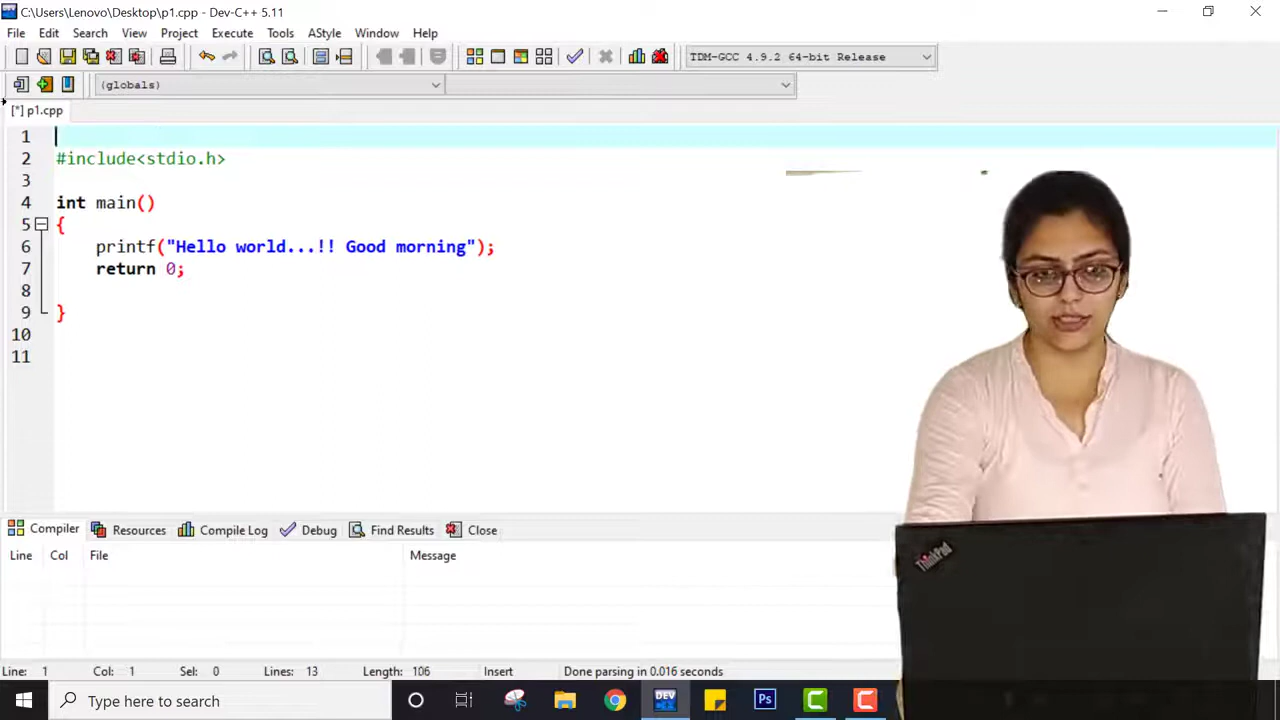 C:\Users\Lenovo\Desktop\p1.cpp - Dev-C++ 5.11
File Edit Search View Project Execute Tools AStyle Window Help
TDM-GCC 4.9.2 64-bit Release
(globals)
[*] p1.cpp
1
2 #include<stdio.h>
3
4 int main()
5 {
6 printf("Hello world...!! Good morning");
7 return 0;
8
9 }
10
11
Compiler Resources Compile Log Debug Find Results Close
Line Col File Message
ThinkPad
Line: 1 Col: 1 Sel: 0 Lines: 13 Length: 106 Insert Done parsing in 0.016 seconds
Type here to search DEV Ps C C